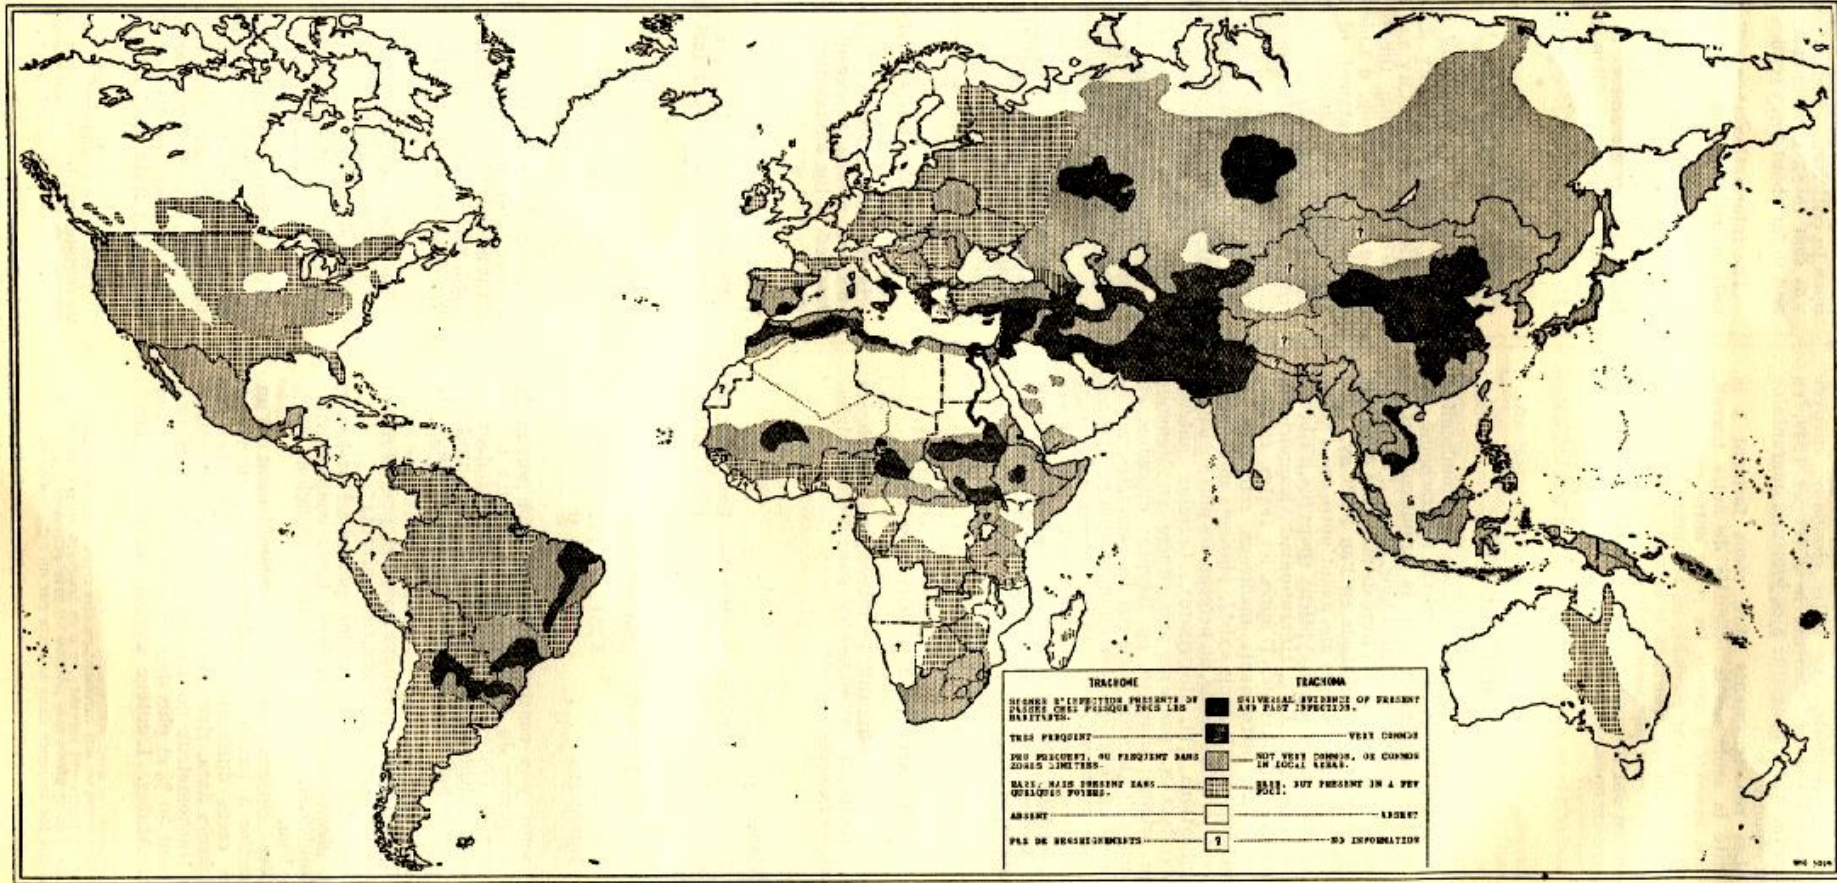 TRACHOME
TRACHOMA
SIGNES D'INFECTION PRESENTE OU
PASSEE CHEZ PRESQUE TOUS LES
HABITANTS.
UNIVERSAL EVIDENCE OF PRESENT
AND PAST INFECTION.
TRES FREQUENT
VERY COMMON
PEU FREQUENT, OU FREQUENT DANS
ZONES LIMITEES.
NOT VERY COMMON, OR COMMON
IN LOCAL AREAS.
RARE, MAIS PRESENT DANS
QUELQUES FOYERS.
RARE, BUT PRESENT IN A FEW
FOCI.
ABSENT
ABSENT
PAS DE RENSEIGNEMENTS
?
NO INFORMATION